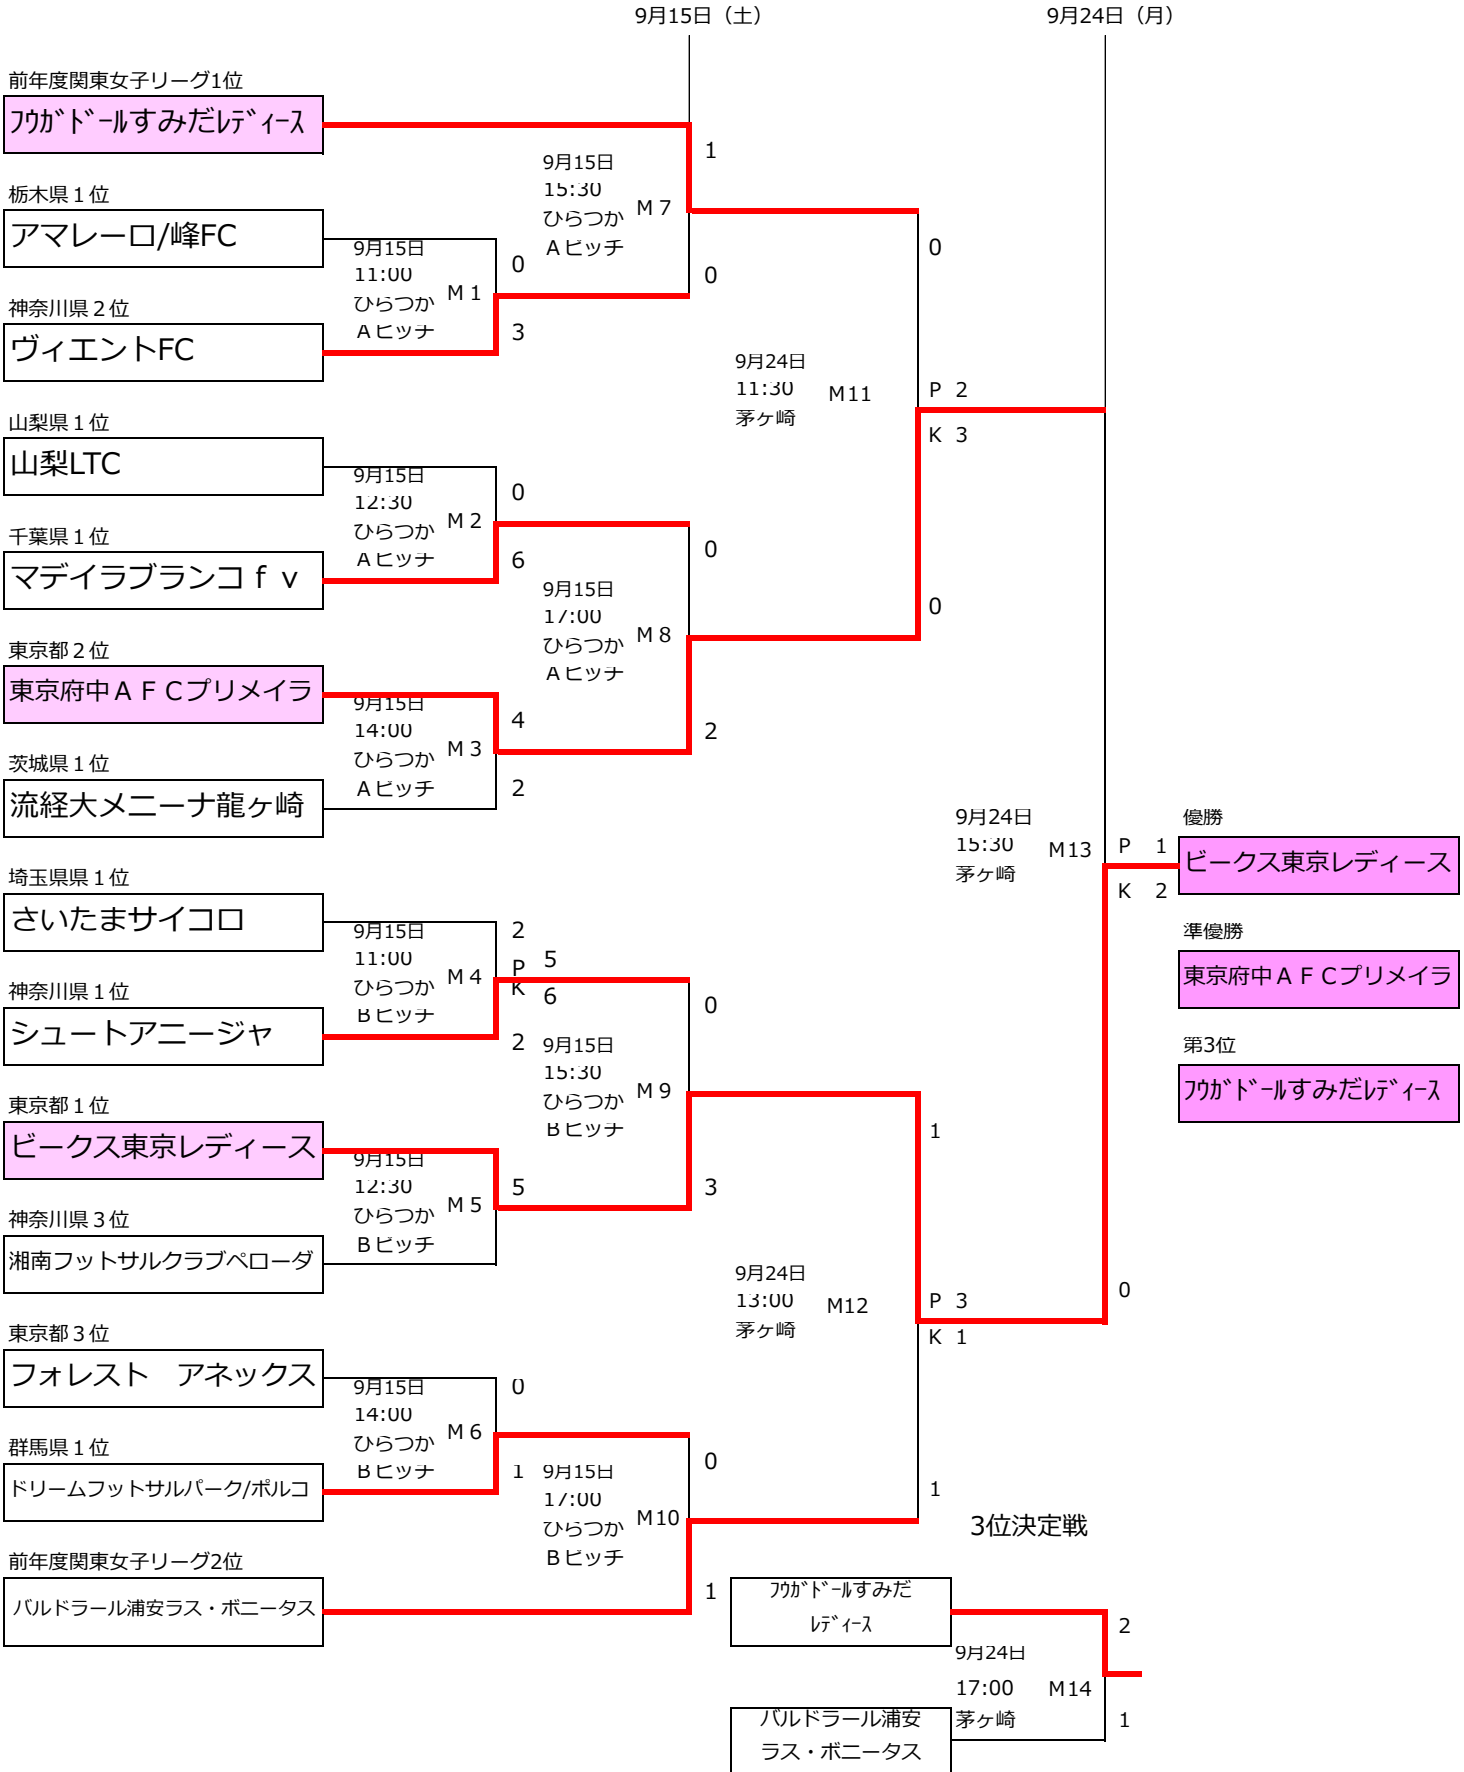 9月15日（土）
9月24日（月）
前年度関東女子リーグ1位
ﾌｳｶﾞﾄﾞｰﾙすみだﾚﾃﾞｨｰｽ
1
9月15日
15:30
ひらつか
Aピッチ
M 7
栃木県１位
アマレーロ/峰FC
9月15日
11:00
ひらつか
Aピッチ
M 1
0
3
0
0
神奈川県２位
ヴィエントFC
9月24日
11:30
茅ヶ崎
M11
P 2
K 3
山梨県１位
山梨LTC
9月15日
12:30
ひらつか
Aピッチ
M 2
0
6
千葉県１位
マデイラブランコｆｖ
0
9月15日
17:00
ひらつか
Aピッチ
M 8
0
東京都２位
東京府中ＡＦＣプリメイラ
9月15日
14:00
ひらつか
Aピッチ
M 3
4
2
2
茨城県１位
流経大メニーナ龍ヶ崎
9月24日
15:30
茅ヶ崎
M13
P 1
K 2
優勝
ビークス東京レディース
埼玉県県１位
さいたまサイコロ
9月15日
11:00
ひらつか
Bピッチ
M 4
2
P 5
K 6
2
準優勝
東京府中ＡＦＣプリメイラ
神奈川県１位
シュートアニージャ
0
9月15日
15:30
ひらつか
Bピッチ
M 9
第3位
ﾌｳｶﾞﾄﾞｰﾙすみだﾚﾃﾞｨｰｽ
東京都１位
ビークス東京レディース
9月15日
12:30
ひらつか
Bピッチ
M 5
5
3
1
神奈川県３位
湘南フットサルクラブペローダ
9月24日
13:00
茅ヶ崎
M12
P 3
K 1
0
東京都３位
フォレスト　アネックス
9月15日
14:00
ひらつか
Bピッチ
M 6
0
1
群馬県１位
ドリームフットサルパーク/ポルコ
9月15日
17:00
ひらつか
Bピッチ
M10
0
1
1
3位決定戦
前年度関東女子リーグ2位
バルドラール浦安ラス・ボニータス
ﾌｳｶﾞﾄﾞｰﾙすみだ
ﾚﾃﾞｨｰｽ
2
9月24日
17:00
茅ヶ崎
M14
バルドラール浦安
ラス・ボニータス
1